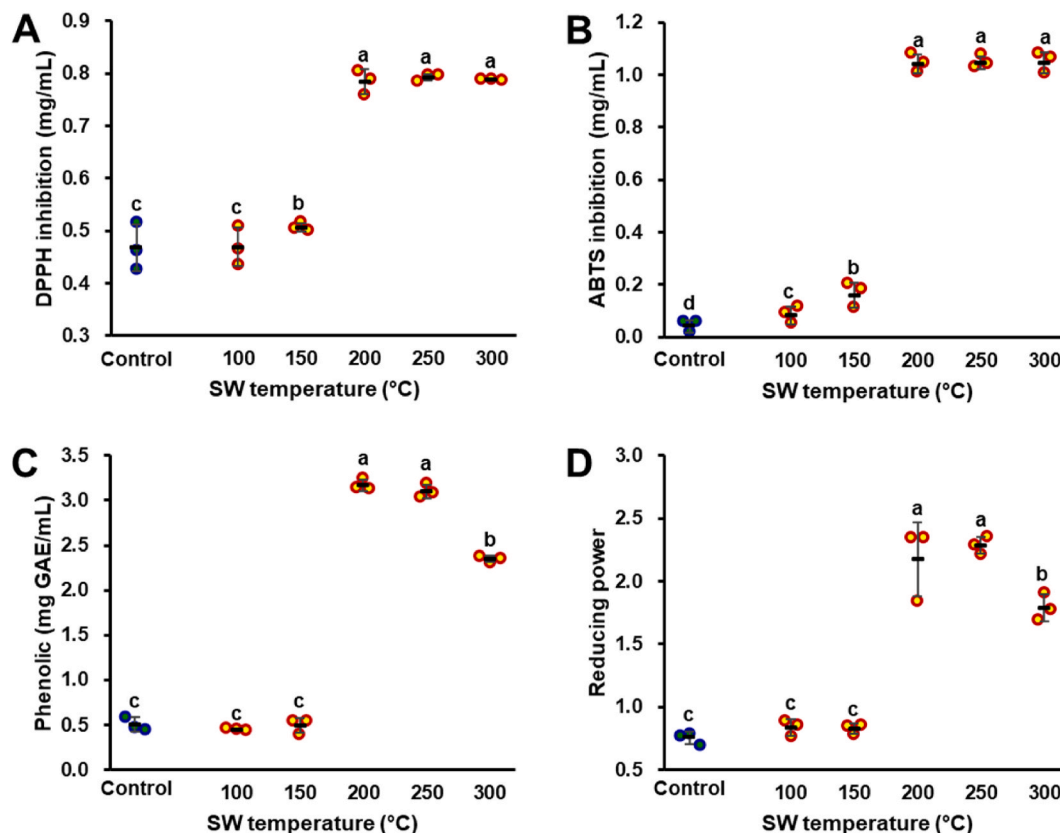 A
DPPH inhibition (mg/mL)
0.9
0.8
0.7
0.6
0.5
0.4
0.3
c
c
b
a
a
a
Control
100
150
200
250
300
SW temperature (°C)
B
ABTS inbibition (mg/mL)
1.2
1.0
0.8
0.6
0.4
0.2
0.0
d
c
b
a
a
a
Control
100
150
200
250
300
SW temperature (°C)
C
Phenolic (mg GAE/mL)
3.5
3.0
2.5
2.0
1.5
1.0
0.5
0.0
c
c
c
a
a
b
Control
100
150
200
250
300
SW temperature (°C)
D
Reducing power
3.0
2.5
2.0
1.5
1.0
0.5
c
c
c
a
a
b
Control
100
150
200
250
300
SW temperature (°C)